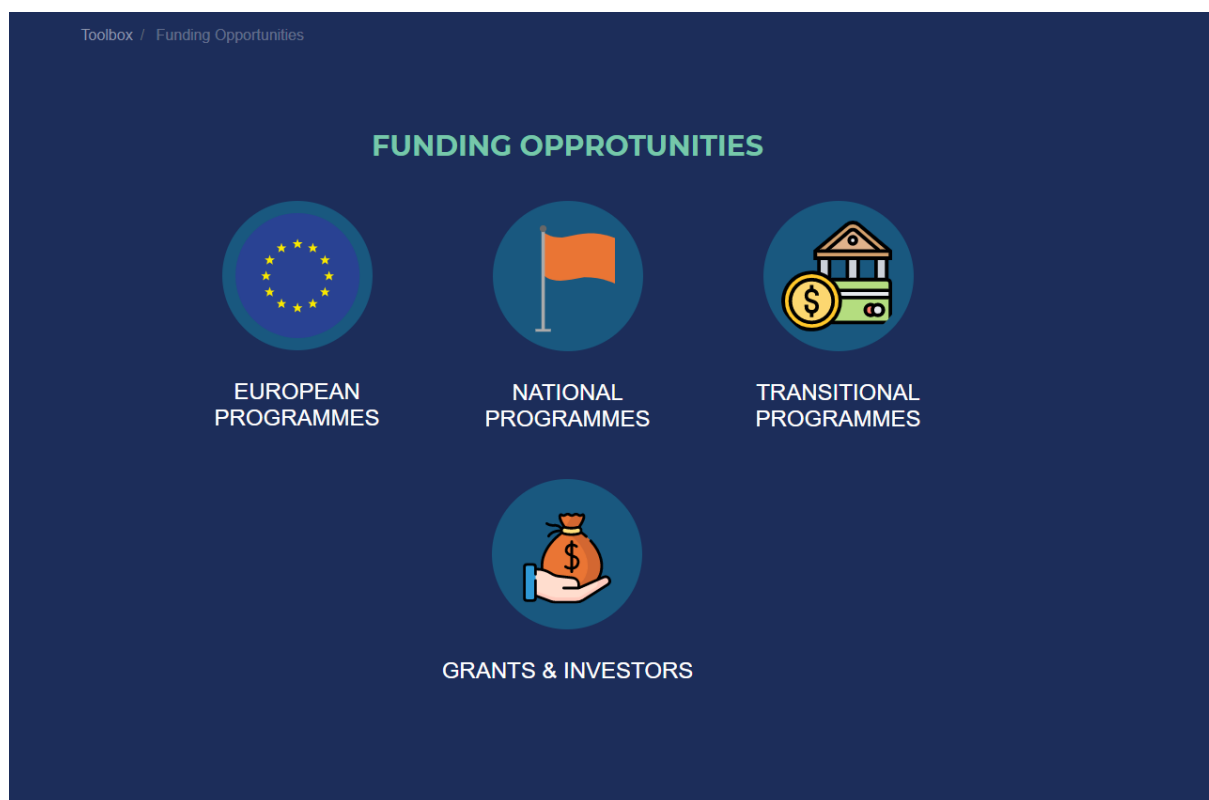 Toolbox / Funding Opportunities
FUNDING OPPROTUNITIES
EUROPEAN
PROGRAMMES
NATIONAL
PROGRAMMES
TRANSITIONAL
PROGRAMMES
$
$
GRANTS & INVESTORS